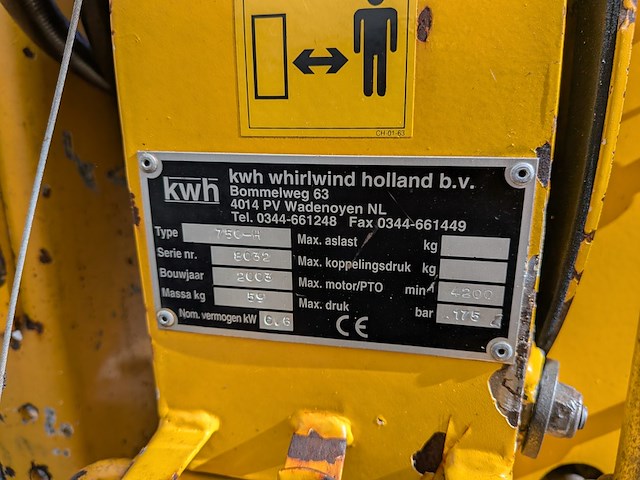 CH-01-63
kwh
kwh whirlwind holland b.v.
Bommelweg 63
4014 PV Wadenoyen NL
Tel. 0344-661248 Fax 0344-661449
Type 750-H
Serie nr. 8032
Bouwjaar 2003
Massa kg 59
Nom. vermogen kW 6.6
Max. aslast kg
Max. koppelingsdruk kg
Max. motor/PTO min 4200
Max. druk bar 175
CE